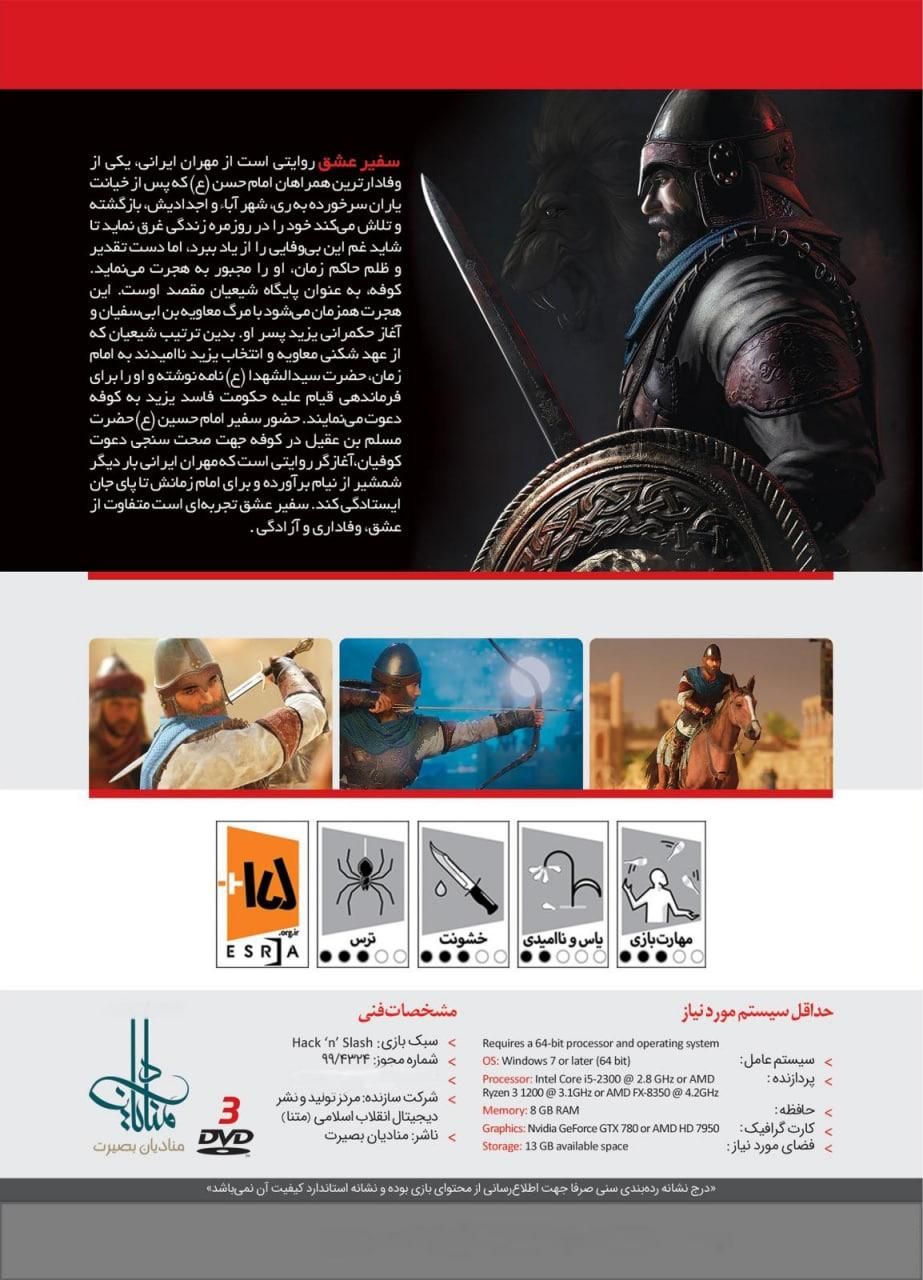 سفیر عشق روایتی است از مهران ایرانی، یکی از
وفادارترین همراهان امام حسن (ع) که پس از خیانت
یاران سرخورده به ری، شهر آباء و اجدادیش، بازگشته
و تلاش می‌کند خود را در روزمره زندگی غرق نماید تا
شاید غم این بی‌وفایی را از یاد ببرد، اما دست تقدیر
و ظلم حاکم زمان، او را مجبور به هجرت می‌نماید.
کوفه، به عنوان پایگاه شیعیان مقصد اوست. این
هجرت همزمان می‌شود با مرگ معاویه بن ابی‌سفیان و
آغاز حکمرانی یزید پسر او. بدین ترتیب شیعیان که
از عهد شکنی معاویه و انتخاب یزید ناامیدند به امام
زمان، حضرت سیدالشهدا (ع) نامه نوشته و او را برای
فرماندهی قیام علیه حکومت فاسد یزید به کوفه
دعوت می‌نمایند. حضور سفیر امام حسین (ع) حضرت
مسلم بن عقیل در کوفه جهت صحت سنجی دعوت
کوفیان، آغازگر روایتی است که مهران ایرانی بار دیگر
شمشیر از نیام برآورده و برای امام زمانش تا پای جان
ایستادگی کند. سفیر عشق تجربه‌ای است متفاوت از
عشق، وفاداری و آزادگی .
مهارت بازی
یاس و ناامیدی
خشونت
ترس
+۱۵
.org.ir
ESRA
حداقل سیستم مورد نیاز
Requires a 64-bit processor and operating system
سیستم عامل: OS: Windows 7 or later (64 bit)
پردازنده: Processor: Intel Core i5-2300 @ 2.8 GHz or AMD
Ryzen 3 1200 @ 3.1GHz or AMD FX-8350 @ 4.2GHz
حافظه: Memory: 8 GB RAM
کارت گرافیک: Graphics: Nvidia GeForce GTX 780 or AMD HD 7950
فضای مورد نیاز: Storage: 13 GB available space
مشخصات فنی
سبک بازی: Hack ‘n’ Slash
شماره مجوز: ۹۹/۴۳۲۴
شرکت سازنده: مرکز تولید و نشر
دیجیتال انقلاب اسلامی (متنا)
ناشر: منادیان بصیرت
3
DVD
منادیان
منادیان بصیرت
«درج نشانه رده‌بندی سنی صرفا جهت اطلاع‌رسانی از محتوای بازی بوده و نشانه استاندارد کیفیت آن نمی‌باشد»